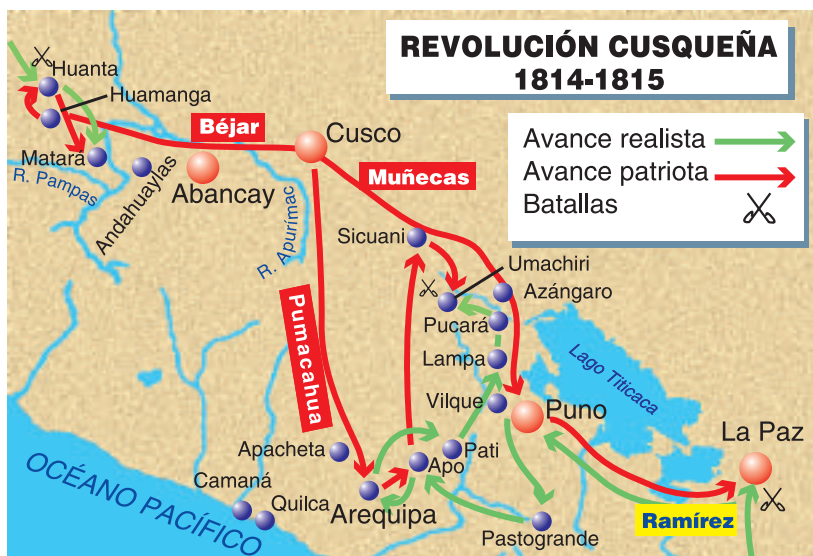 REVOLUCIÓN CUSQUEÑA
1814-1815
Avance realista
Avance patriota
Batallas
Huanta
Huamanga
Béjar
Cusco
Matará
R. Pampas
Andahuaylas
Abancay
R. Apurímac
Muñecas
Sicuani
Umachiri
Azángaro
Pucará
Pumacahua
Lampa
Lago Titicaca
Vilque
Puno
La Paz
Apacheta
Apo
Pati
OCÉANO PACÍFICO
Camaná
Quilca
Arequipa
Pastogrande
Ramírez